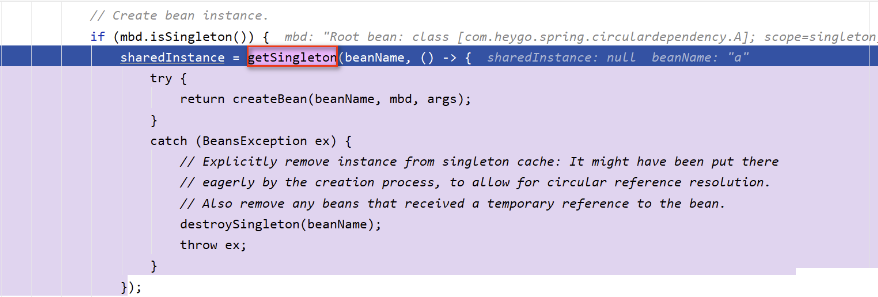 // Create bean instance.
if (mbd.isSingleton()) { mbd: "Root bean: class [com.heygo.spring.circulardependency.A]; scope=singleton
sharedInstance = getSingleton(beanName, () -> { sharedInstance: null beanName: "a"
try {
return createBean(beanName, mbd, args);
}
catch (BeansException ex) {
// Explicitly remove instance from singleton cache: It might have been put there
// eagerly by the creation process, to allow for circular reference resolution.
// Also remove any beans that received a temporary reference to the bean.
destroySingleton(beanName);
throw ex;
}
});